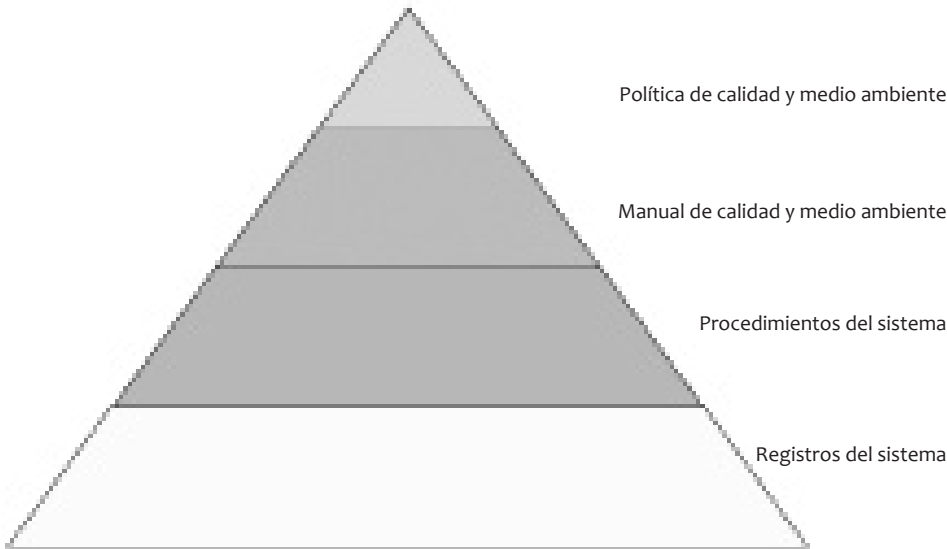 Política de calidad y medio ambiente
Manual de calidad y medio ambiente
Procedimientos del sistema
Registros del sistema